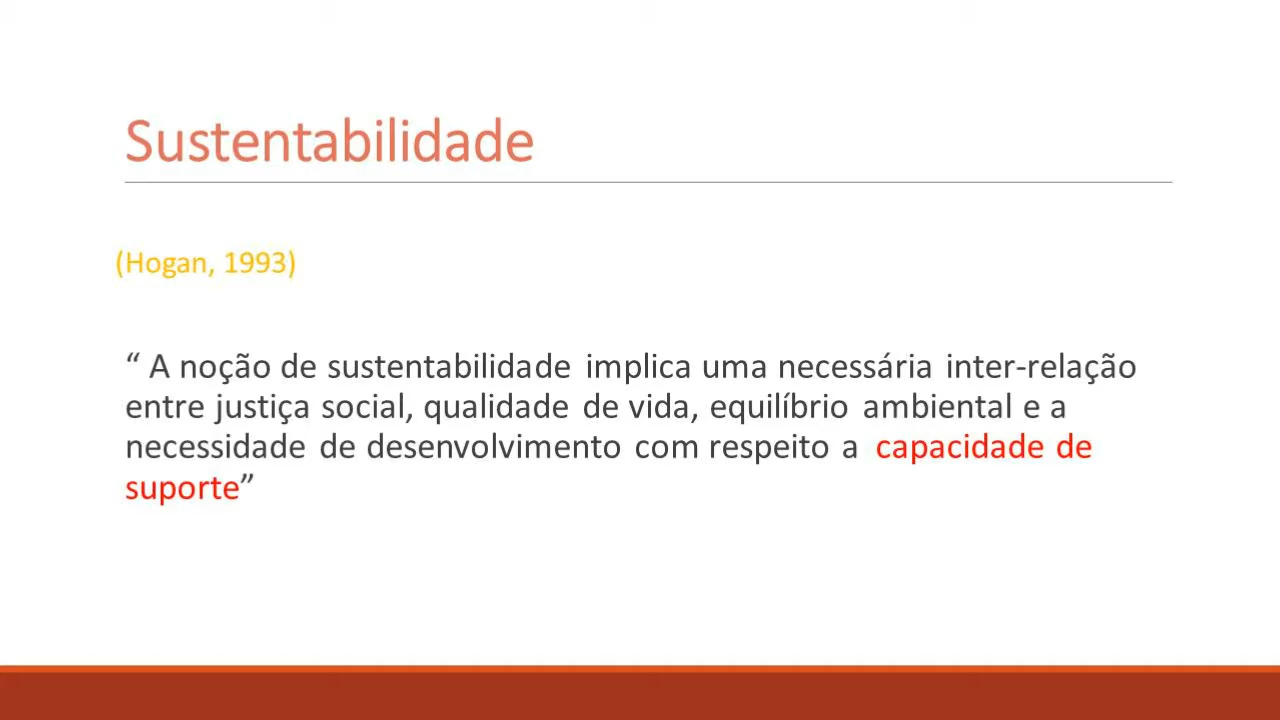 Sustentabilidade
(Hogan, 1993)
“ A noção de sustentabilidade implica uma necessária inter-relação
entre justiça social, qualidade de vida, equilíbrio ambiental e a
necessidade de desenvolvimento com respeito a capacidade de
suporte”